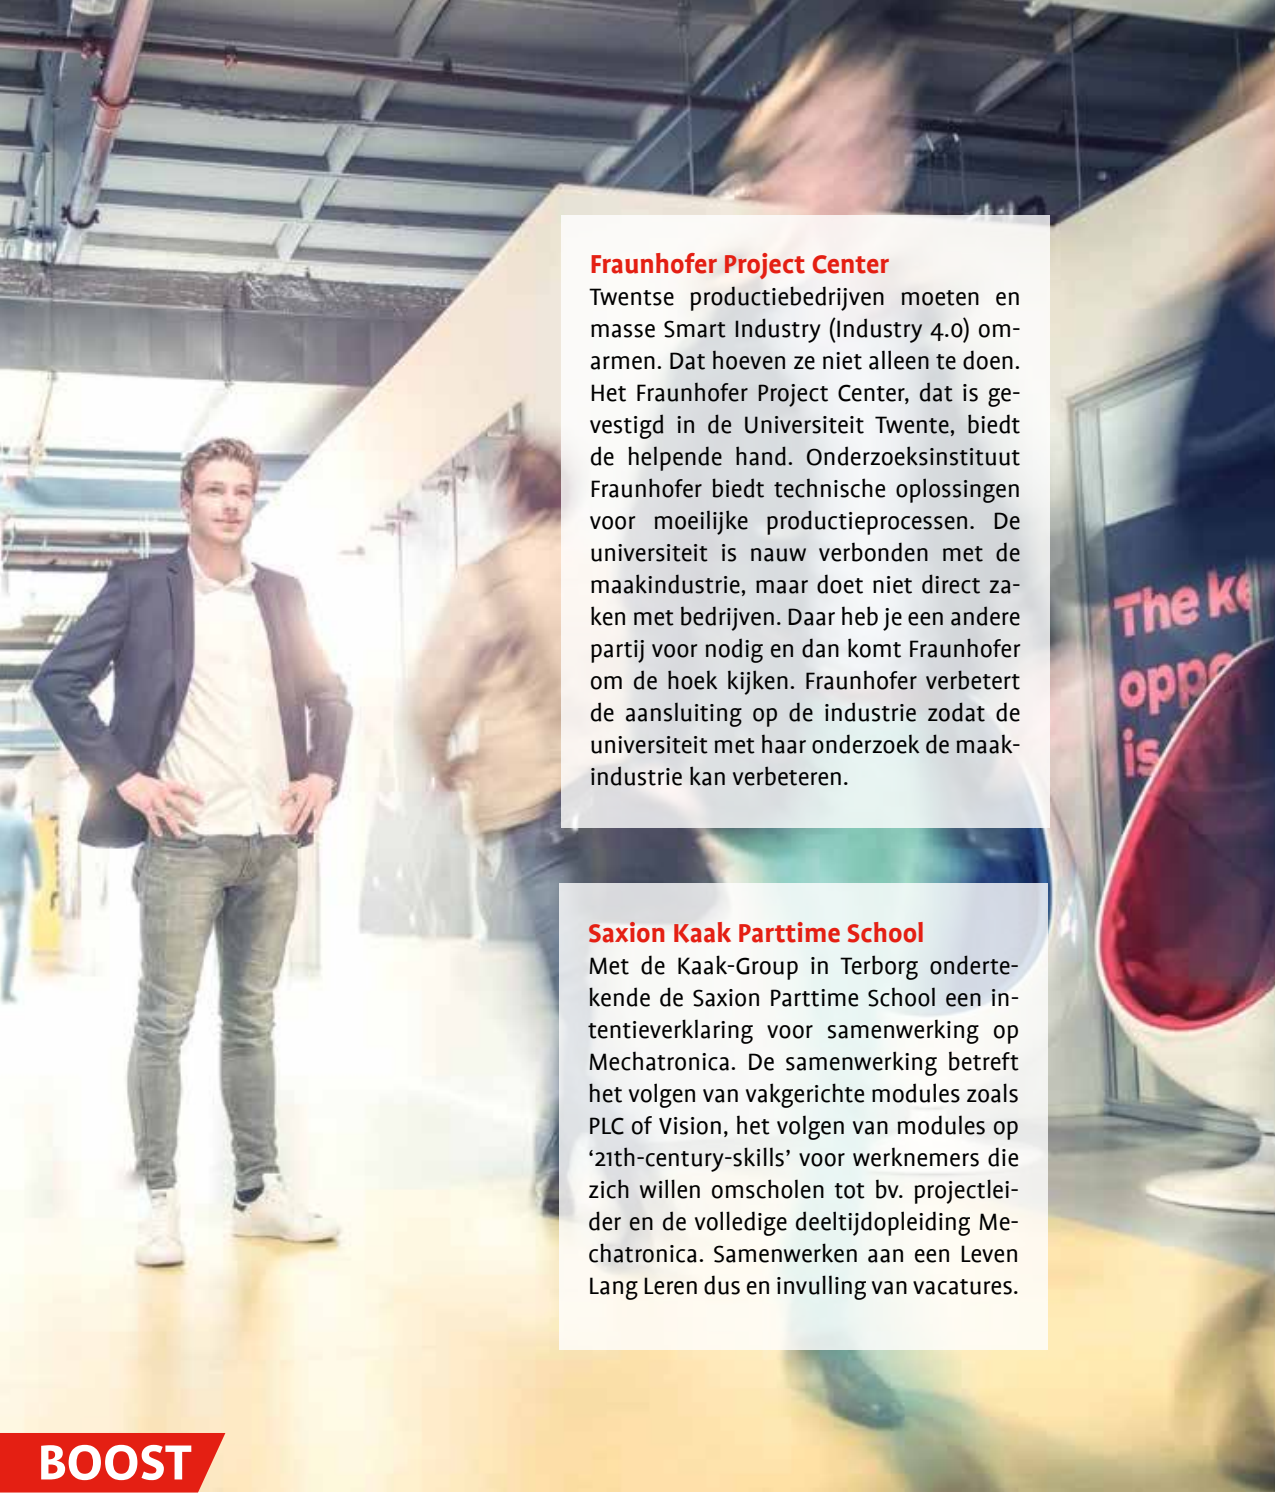 Fraunhofer Project Center
Twentse productiebedrijven moeten en
masse Smart Industry (Industry 4.0) om-
armen. Dat hoeven ze niet alleen te doen.
Het Fraunhofer Project Center, dat is ge-
vestigd in de Universiteit Twente, biedt
de helpende hand. Onderzoeksinstituut
Fraunhofer biedt technische oplossingen
voor moeilijke productieprocessen. De
universiteit is nauw verbonden met de
maakindustrie, maar doet niet direct za-
ken met bedrijven. Daar heb je een andere
partij voor nodig en dan komt Fraunhofer
om de hoek kijken. Fraunhofer verbetert
de aansluiting op de industrie zodat de
universiteit met haar onderzoek de maak-
industrie kan verbeteren.
The
is
Saxion Kaak Parttime School
Met de Kaak-Group in Terborg onderte-
kende de Saxion Parttime School een in-
tentieverklaring voor samenwerking op
Mechatronica. De samenwerking betreft
het volgen van vakgerichte modules zoals
PLC of Vision, het volgen van modules op
‘21th-century-skills’ voor werknemers die
zich willen omscholen tot bv. projectlei-
der en de volledige deeltijdopleiding Me-
chatronica. Samenwerken aan een Leven
Lang Leren dus en invulling van vacatures.
BOOST